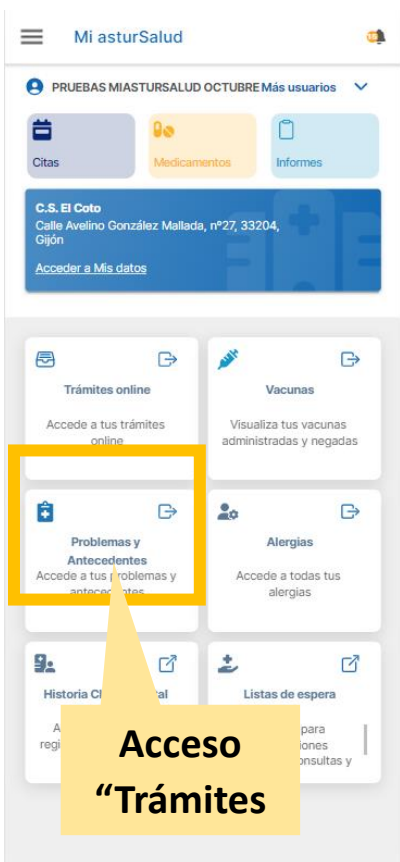 Mi asturSalud
PRUEBAS MIASTURSALUD OCTUBRE Más usuarios
Citas
Medicamentos
Informes
C.S. El Coto
Calle Avelino González Mallada, nº27, 33204,
Gijón
Acceder a Mis datos
Trámites online
Accede a tus trámites
online
Vacunas
Visualiza tus vacunas
administradas y negadas
Problemas y
Antecedentes
Accede a tus problemas y
antecedentes
Alergias
Accede a todas tus
alergias
Historia
Listas de espera
para
Acceso
“Trámites